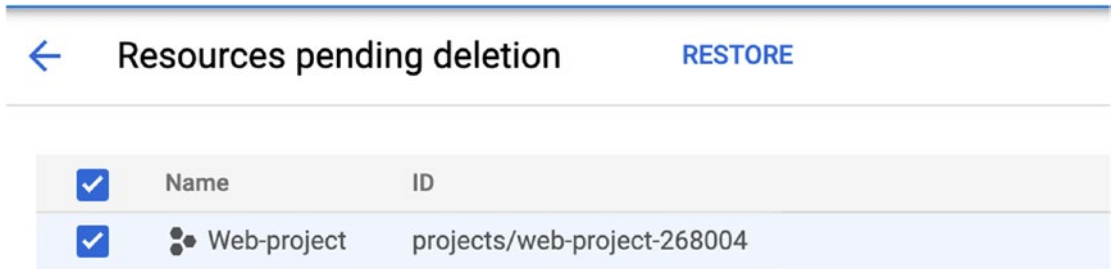 Resources pending deletion RESTORE
Name ID
Web-project projects/web-project-268004